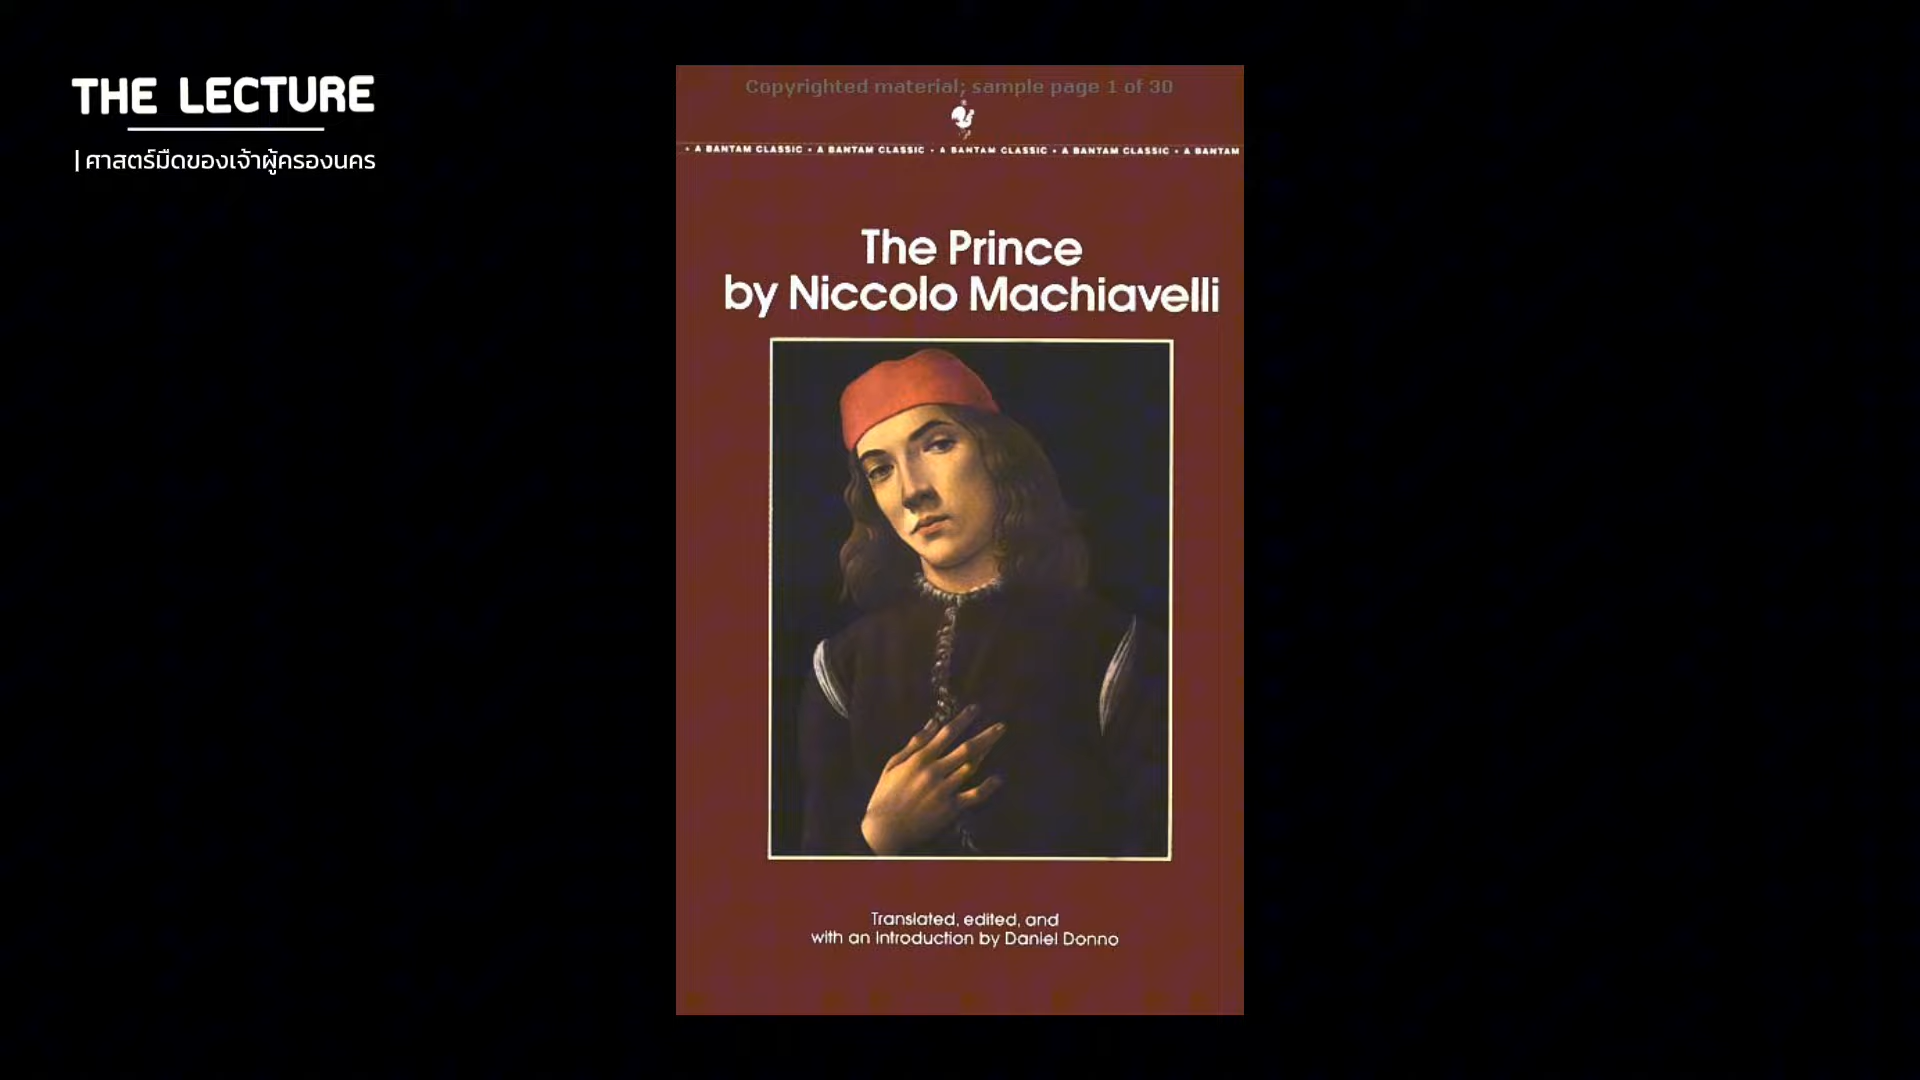 THE LECTURE
| ศาสตร์มืดของเจ้าผู้ครองนคร
Copyrighted material; sample page 1 of 30
• A BANTAM CLASSIC • A BANTAM CLASSIC • A BANTAM CLASSIC • A BANTAM CLASSIC • A BANTAM
The Prince
by Niccolo Machiavelli
Translated, edited, and
with an Introduction by Daniel Donno